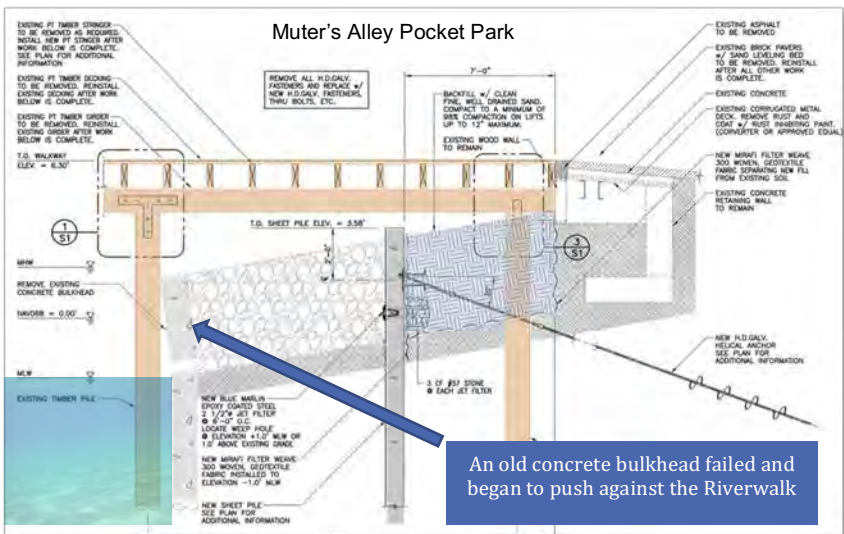 Muter's Alley Pocket Park
EXISTING PT TIMBER STRINGER
TO BE REMOVED AS REQUIRED.
INSTALL NEW PT STINGER AFTER
WORK BELOW IS COMPLETE.
SEE PLAN FOR ADDITIONAL
INFORMATION
EXISTING PT TIMBER DECKING
TO BE REMOVED. REINSTALL
EXISTING DECKING AFTER WORK
BELOW IS COMPLETE.
EXISTING PT TIMBER GIRDER
TO BE REMOVED, REINSTALL
EXISTING GIRDER AFTER WORK
BELOW IS COMPLETE.
T.O. WALKWAY
ELEV. = 6.30'
REMOVE ALL H.D.GALV.
FASTENERS AND REPLACE w/
NEW H.D.GALV. FASTENERS,
THRU BOLTS, ETC.
7'-0"
BACKFILL w/ CLEAN
FINE, WELL DRAINED SAND.
COMPACT TO A MINIMUM OF
98% COMPACTION ON LIFTS.
UP TO 12" MAXIMUM.
EXISTING WOOD WALL
TO REMAIN
EXISTING ASPHALT
TO BE REMOVED
EXISTING BRICK PAVERS
w/ SAND LEVELING BED
TO BE REMOVED. REINSTALL
AFTER ALL OTHER WORK
IS COMPLETE.
EXISTING CONCRETE
EXISTING CORRUGATED METAL
DECK. REMOVE RUST AND
COAT w/ RUST INHIBITING PAINT.
(CORVERTER OR APPROVED EQUAL)
NEW MIRAFI FILTER WEAVE
300 WOVEN, GEOTEXTILE
FABRIC SEPARATING NEW FILL
FROM EXISTING SOIL
EXISTING CONCRETE
RETAINING WALL
TO REMAIN
1
S1
3
S1
T.O. SHEET PILE ELEV. = 3.58'
2'-0"
MHW
REMOVE EXISTING
CONCRETE BULKHEAD
NAVD88 = 0.00'
MLW
EXISTING TIMBER PILE
NEW H.D.GALV.
HELICAL ANCHOR
SEE PLAN FOR
ADDITIONAL INFORMATION
3 CF #57 STONE
@ EACH JET FILTER
NEW BLUE MARLIN
EPOXY COATED STEEL
2 1/2"ø JET FILTER
@ 6'-0" O.C.
LOCATE WEEP HOLE
@ ELEVATION +1.0' MLW OR
1.0' ABOVE EXISTING GRADE
NEW MIRAFI FILTER WEAVE
300 WOVEN, GEOTEXTILE
FABRIC INSTALLED TO
ELEVATION -1.0' MLW
NEW SHEET PILE
SEE PLAN FOR
ADDITIONAL INFORMATION
An old concrete bulkhead failed and
began to push against the Riverwalk